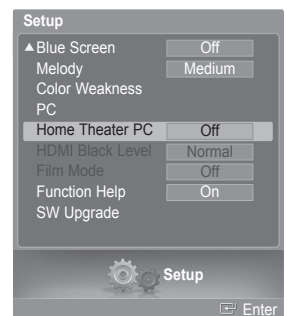 Setup
▲Blue Screen Off
Melody Medium
Color Weakness
PC
Home Theater PC Off
HDMI Black Level Normal
Film Mode Off
Function Help On
SW Upgrade
Setup
Enter